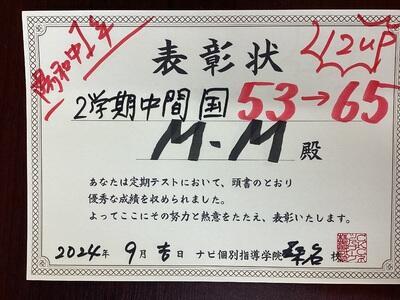 陽和中1年
12up
表彰状
2学期中間 国 53→65
M.M 殿
あなたは定期テストにおいて、頭書のとおり
優秀な成績を収められました。
よってここにその努力と熱意をたたえ、表彰いたします。
2024年 9月 吉日 ナビ個別指導学院 桑名校